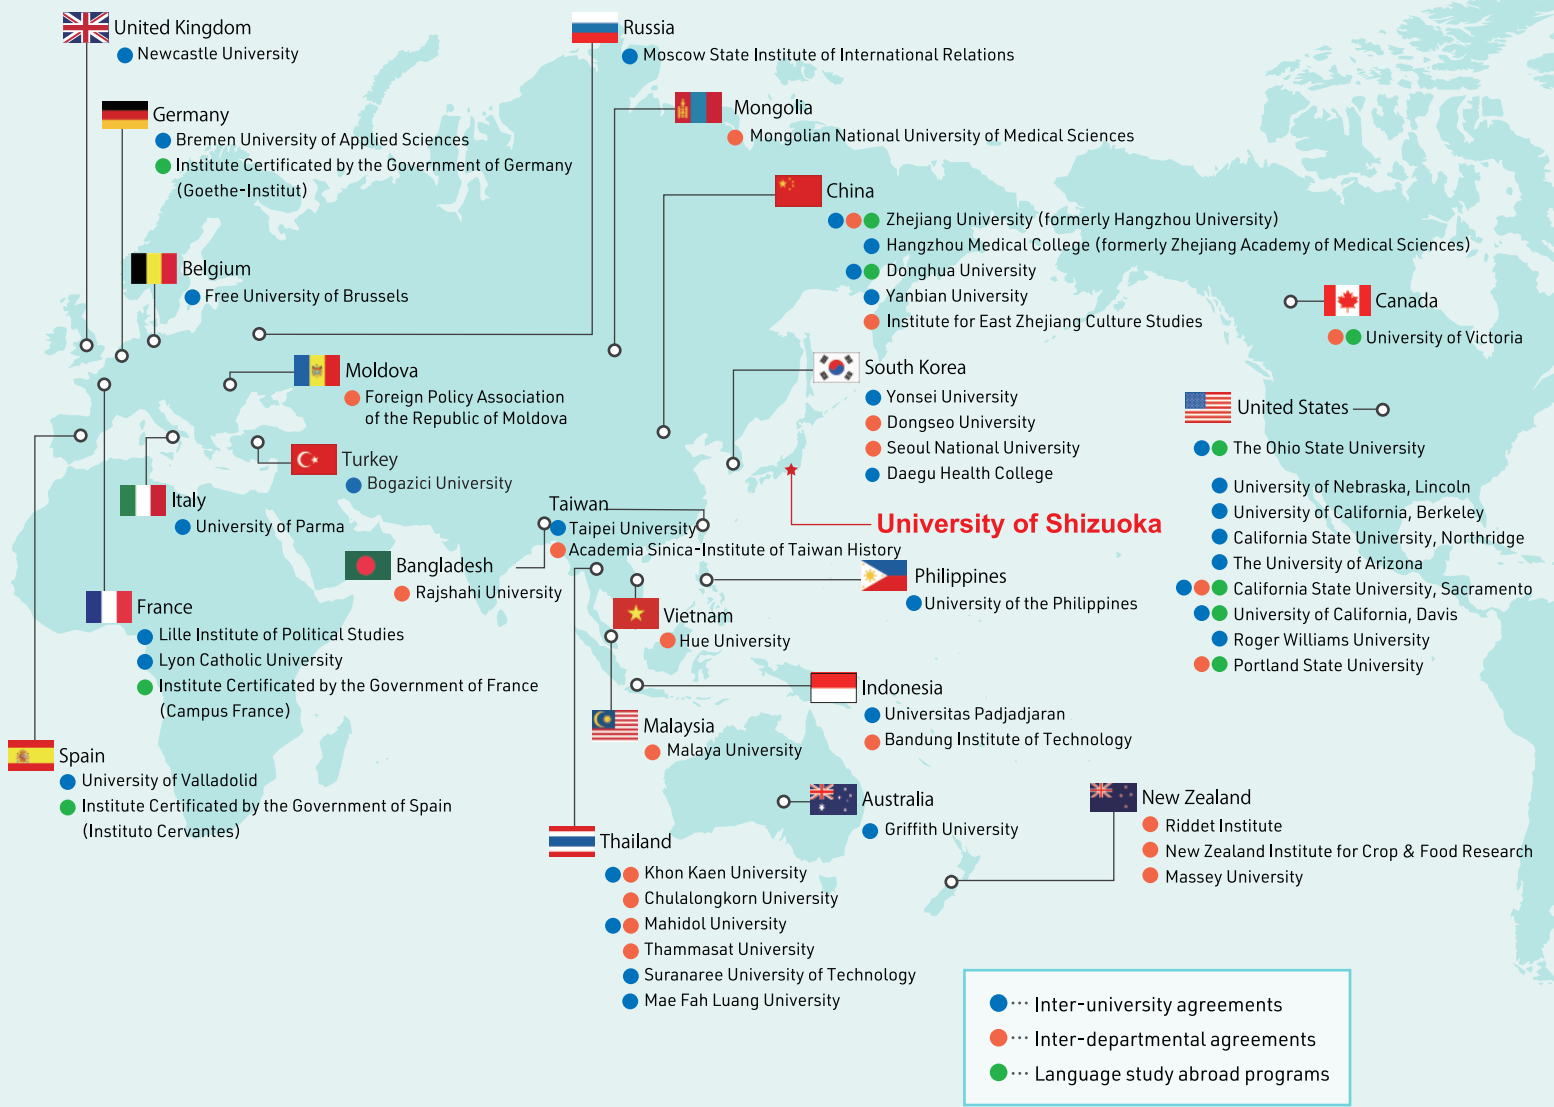 United Kingdom
Newcastle University
Russia
Moscow State Institute of International Relations
Germany
Bremen University of Applied Sciences
Institute Certificated by the Government of Germany
(Goethe-Institut)
Mongolia
Mongolian National University of Medical Sciences
China
Zhejiang University (formerly Hangzhou University)
Hangzhou Medical College (formerly Zhejiang Academy of Medical Sciences)
Donghua University
Yanbian University
Institute for East Zhejiang Culture Studies
Belgium
Free University of Brussels
Canada
University of Victoria
Moldova
Foreign Policy Association
of the Republic of Moldova
South Korea
Yonsei University
Dongseo University
Seoul National University
Daegu Health College
United States
The Ohio State University
University of Nebraska, Lincoln
University of California, Berkeley
California State University, Northridge
The University of Arizona
California State University, Sacramento
University of California, Davis
Roger Williams University
Portland State University
Turkey
Bogazici University
Italy
University of Parma
Taiwan
Taipei University
Academia Sinica-Institute of Taiwan History
University of Shizuoka
Bangladesh
Rajshahi University
Philippines
University of the Philippines
France
Lille Institute of Political Studies
Lyon Catholic University
Institute Certificated by the Government of France
(Campus France)
Vietnam
Hue University
Indonesia
Universitas Padjadjaran
Bandung Institute of Technology
Malaysia
Malaya University
Spain
University of Valladolid
Institute Certificated by the Government of Spain
(Instituto Cervantes)
Australia
Griffith University
New Zealand
Riddet Institute
New Zealand Institute for Crop & Food Research
Massey University
Thailand
Khon Kaen University
Chulalongkorn University
Mahidol University
Thammasat University
Suranaree University of Technology
Mae Fah Luang University
··· Inter-university agreements
··· Inter-departmental agreements
··· Language study abroad programs